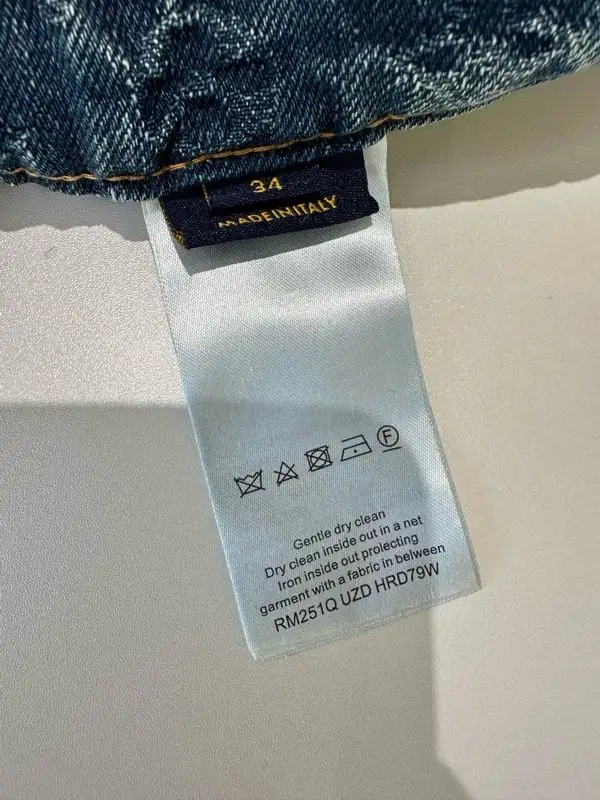 34
MADEINITALY
F
Gentle dry clean
Dry clean inside out in a net
Iron inside out prolecting
garment with a fabric in between
RM251Q UZD HRD79W